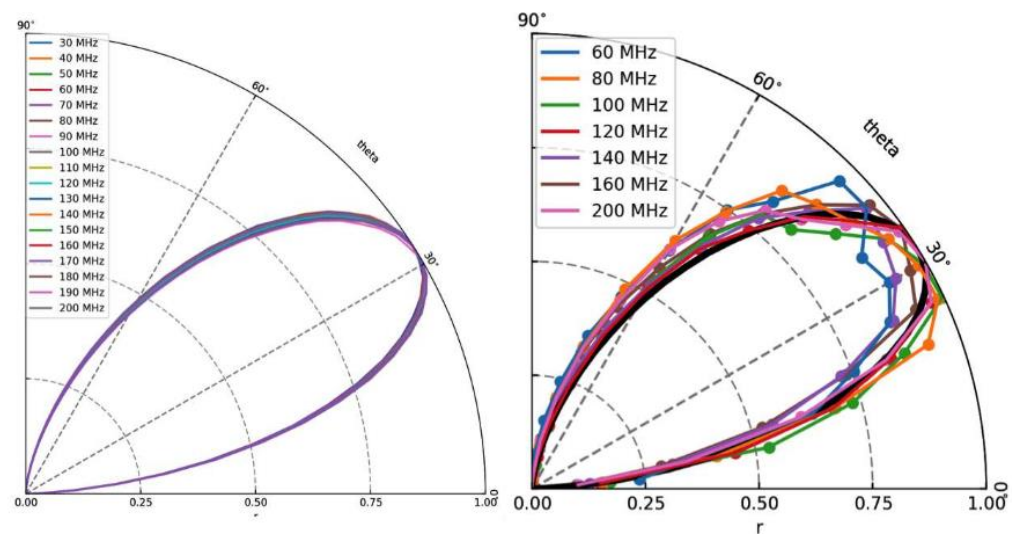 90°
30 MHz
40 MHz
50 MHz
60 MHz
70 MHz
80 MHz
90 MHz
100 MHz
110 MHz
120 MHz
130 MHz
140 MHz
150 MHz
160 MHz
170 MHz
180 MHz
190 MHz
200 MHz
60°
theta
30°
0.00
0.25
0.50
0.75
1.00
0°
90°
60 MHz
80 MHz
100 MHz
120 MHz
140 MHz
160 MHz
200 MHz
60°
theta
30°
0.00
0.25
0.50
0.75
1.00
0°
r